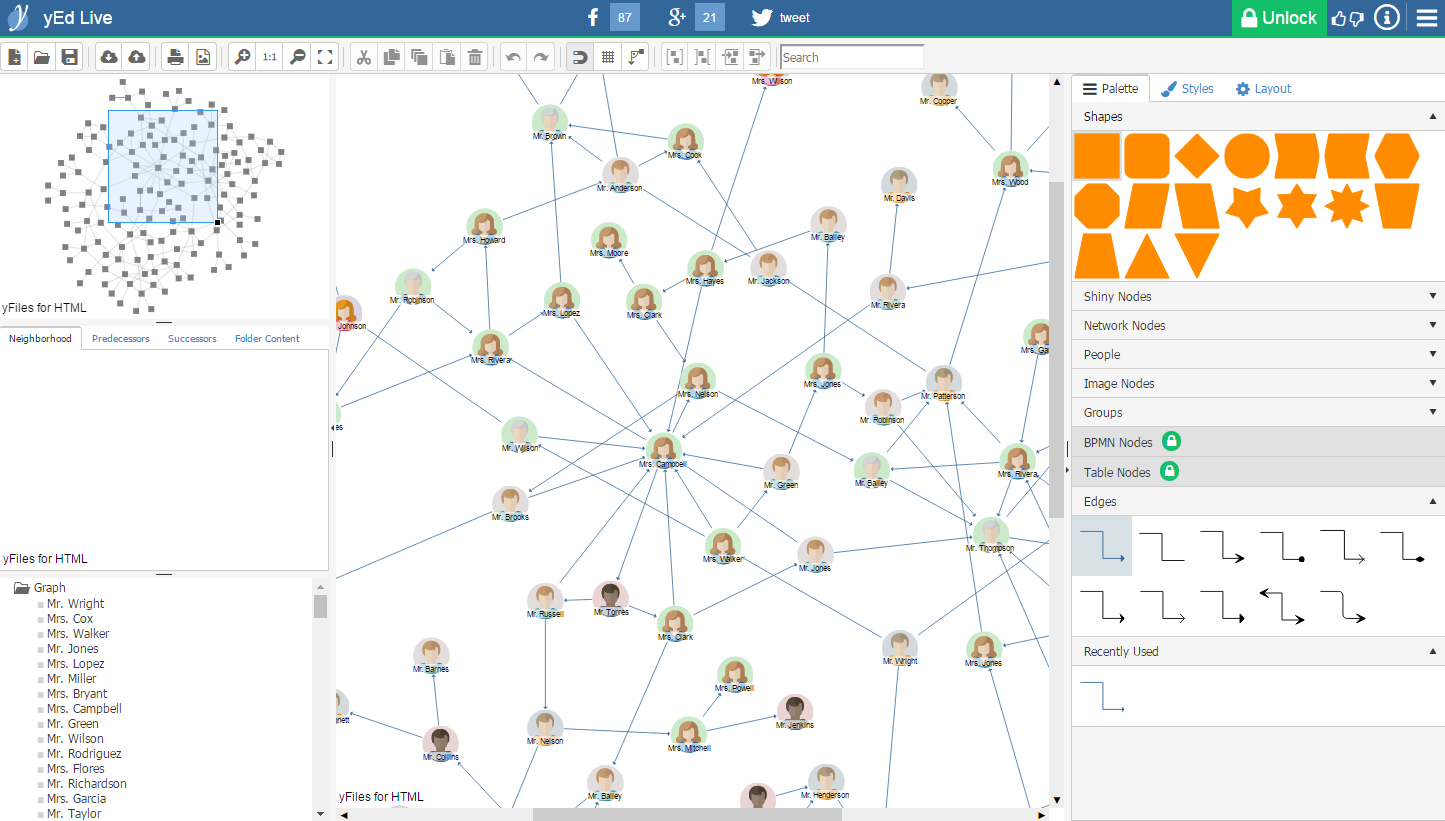 yEd Live
87
21
tweet
Unlock
1:1
Search
yFiles for HTML
Neighborhood
Predecessors
Successors
Folder Content
yFiles for HTML
Graph
Mr. Wright
Mrs. Cox
Mrs. Walker
Mr. Jones
Mrs. Lopez
Mr. Miller
Mrs. Bryant
Mrs. Campbell
Mr. Green
Mr. Wilson
Mr. Rodriguez
Mrs. Flores
Mr. Richardson
Mrs. Garcia
Mr. Taylor
Mrs. Wilson
Mr. Cooper
Mr. Brown
Mrs. Cook
Mrs. Wood
Mr. Anderson
Mr. Davis
Mrs. Howard
Mrs. Moore
Mr. Bailey
Mrs. Hayes
Mr. Jackson
Mr. Robinson
Mrs. Lopez
Mrs. Clark
Mr. Rivera
Johnson
Mrs. Rivera
Mrs. Ga
Mrs. Nelson
Mrs. Jones
Mr. Patterson
Mr. Robinson
es
Mr. Wilson
Mrs. Campbell
Mr. Green
Mr. Bailey
Mrs. Rivera
Mr. Brooks
Mrs. Walker
Mr. Jones
Mr. Thompson
Mr. Russell
Mr. Torres
Mrs. Clark
Mr. Wright
Mrs. Jones
Mr. Barnes
Mrs. Powell
nett
Mr. Jenkins
Mr. Collins
Mr. Nelson
Mrs. Mitchell
Mr. Bailey
Mr. Henderson
yFiles for HTML
Palette
Styles
Layout
Shapes
Shiny Nodes
Network Nodes
People
Image Nodes
Groups
BPMN Nodes
Table Nodes
Edges
Recently Used